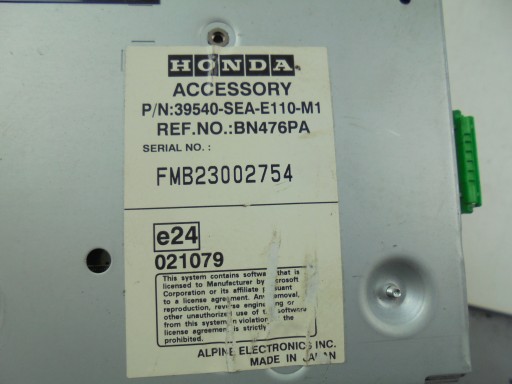 HONDA
ACCESSORY
P/N:39540-SEA-E110-M1
REF.NO.:BN476PA
SERIAL NO.:
FMB23002754
e24
021079
This system contains software that is
licensed to Manufacturer by Microsoft
Corporation or its affiliate pursuant
to a license agreement. Any removal,
reproduction, reverse engineering or
other unauthorized use of the software
from this system in violation of the
license agreement is strictly
prohibited.
ALPINE ELECTRONICS INC.
MADE IN JAPAN